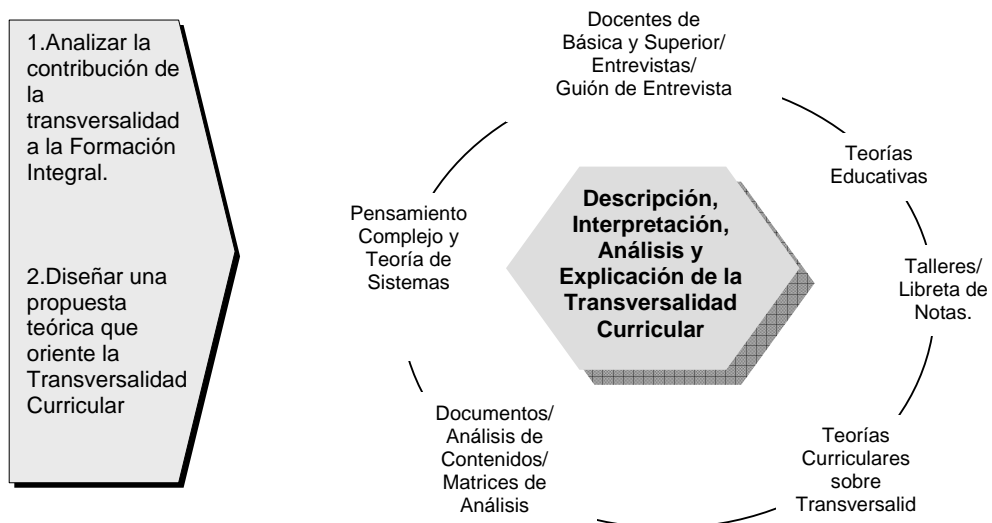 1.Analizar la
contribución de
la
transversalidad
a la Formación
Integral.
2.Diseñar una
propuesta
teórica que
oriente la
Transversalidad
Curricular
Docentes de
Básica y Superior/
Entrevistas/
Guión de Entrevista
Teorías
Educativas
Talleres/
Libreta de
Notas.
Teorías
Curriculares
sobre
Transversalid
Documentos/
Análisis de
Contenidos/
Matrices de
Análisis
Pensamiento
Complejo y
Teoría de
Sistemas
Descripción,
Interpretación,
Análisis y
Explicación de la
Transversalidad
Curricular